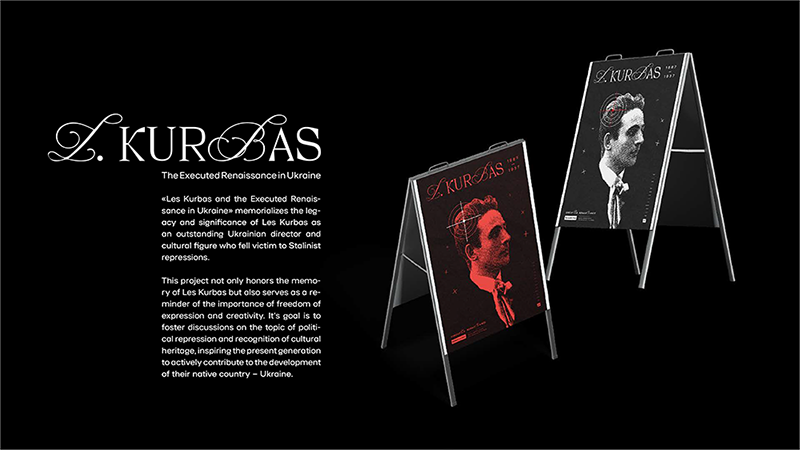 L. KURBAS
The Executed Renaissance in Ukraine
«Les Kurbas and the Executed Renais-
sance in Ukraine» memorializes the leg-
acy and significance of Les Kurbas as
an outstanding Ukrainian director and
cultural figure who fell victim to Stalinist
repressions.
This project not only honors the memo-
ry of Les Kurbas but also serves as a re-
minder of the importance of freedom of
expression and creativity. It's goal is to
foster discussions on the topic of politi-
cal repression and recognition of cultural
heritage, inspiring the present generation
to actively contribute to the development
of their native country – Ukraine.
L. KURBAS
1887
1937
L. KURBAS
1887
1937